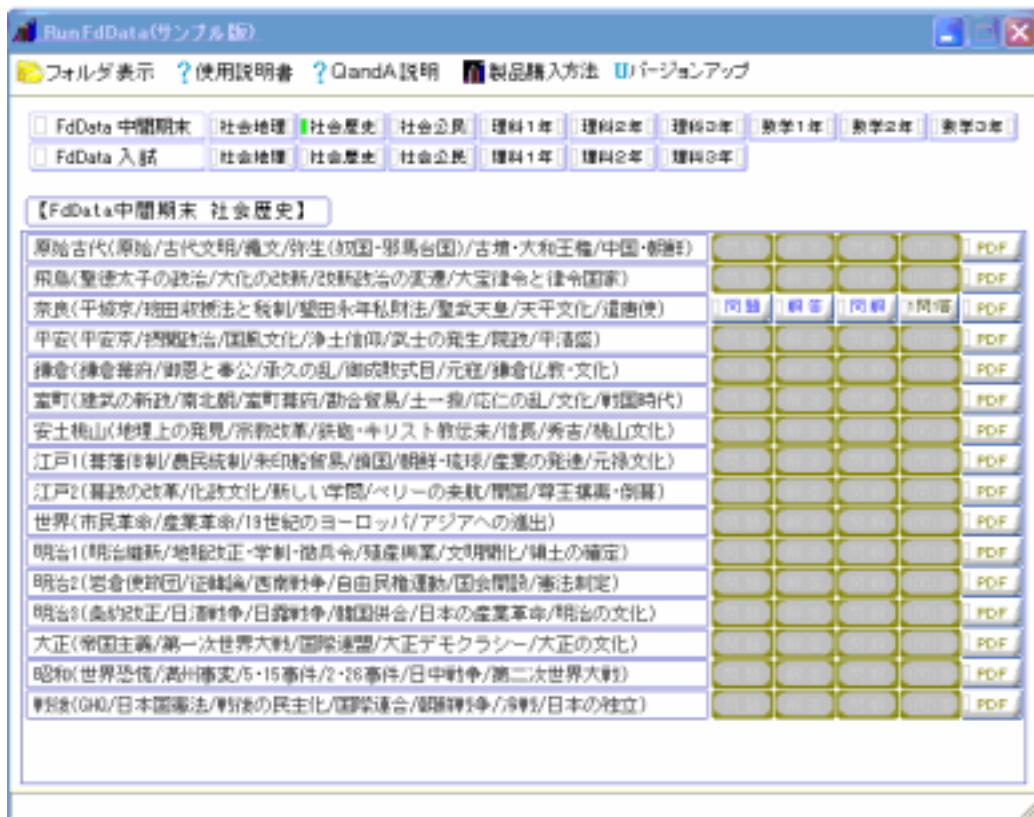 RunFdData(サンプル版)
フォルダ表示 ?使用説明書 ?QandA説明 製品購入方法 Uバージョンアップ
FdData 中間期末 社会地理 社会歴史 社会公民 理科1年 理科2年 理科3年 数学1年 数学2年 数学3年
FdData 入試 社会地理 社会歴史 社会公民 理科1年 理科2年 理科3年
【FdData中間期末 社会歴史】
原始古代(原始/古代文明/縄文/弥生(奴国・邪馬台国)/古墳・大和王権/中国・朝鮮) PDF
飛鳥(聖徳太子の政治/大化の改新/改新政治の変遷/大宝律令と律令国家) PDF
奈良(平城京/班田収授法と税制/墾田永年私財法/聖武天皇/天平文化/遣唐使) 問題 解答 問解 PDF
平安(平安京/摂関政治/国風文化/浄土信仰/武士の発生/院政/平清盛) PDF
鎌倉(鎌倉幕府/御恩と奉公/承久の乱/御成敗式目/元寇/鎌倉仏教・文化) PDF
室町(建武の新政/南北朝/室町幕府/勘合貿易/土一揆/応仁の乱/文化/戦国時代) PDF
安土桃山(地理上の発見/宗教改革/鉄砲・キリスト教伝来/信長/秀吉/桃山文化) PDF
江戸1(幕藩体制/農民統制/朱印船貿易/鎖国/朝鮮・琉球/産業の発達/元禄文化) PDF
江戸2(幕政の改革/化政文化/新しい学問/ペリーの来航/開国/尊王攘夷・倒幕) PDF
世界(市民革命/産業革命/19世紀のヨーロッパ/アジアへの進出) PDF
明治1(明治維新/地租改正・学制・徴兵令/殖産興業/文明開化/領土の確定) PDF
明治2(岩倉使節団/征韓論/西南戦争/自由民権運動/国会開設/憲法制定) PDF
明治3(条約改正/日清戦争/日露戦争/韓国併合/日本の産業革命/明治の文化) PDF
大正(帝国主義/第一次世界大戦/国際連盟/大正デモクラシー/大正の文化) PDF
昭和(世界恐慌/満州事変/5・15事件/2・26事件/日中戦争/第二次世界大戦) PDF
戦後(GHQ/日本国憲法/戦後の民主化/国際連合/朝鮮戦争/冷戦/日本の独立) PDF